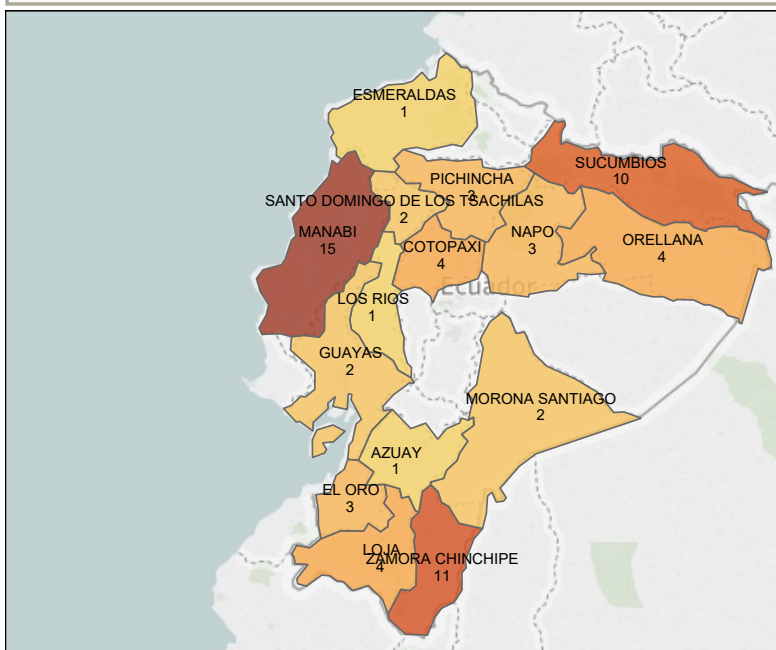 ESMERALDAS
1
SUCUMBIOS
10
PICHINCHA
3
SANTO DOMINGO DE LOS TSACHILAS
2
MANABI
15
COTOPAXI
4
NAPO
3
ORELLANA
4
Ecuador
LOS RIOS
1
GUAYAS
2
MORONA SANTIAGO
2
AZUAY
1
EL ORO
3
LOJA
4
ZAMORA CHINCHIPE
11